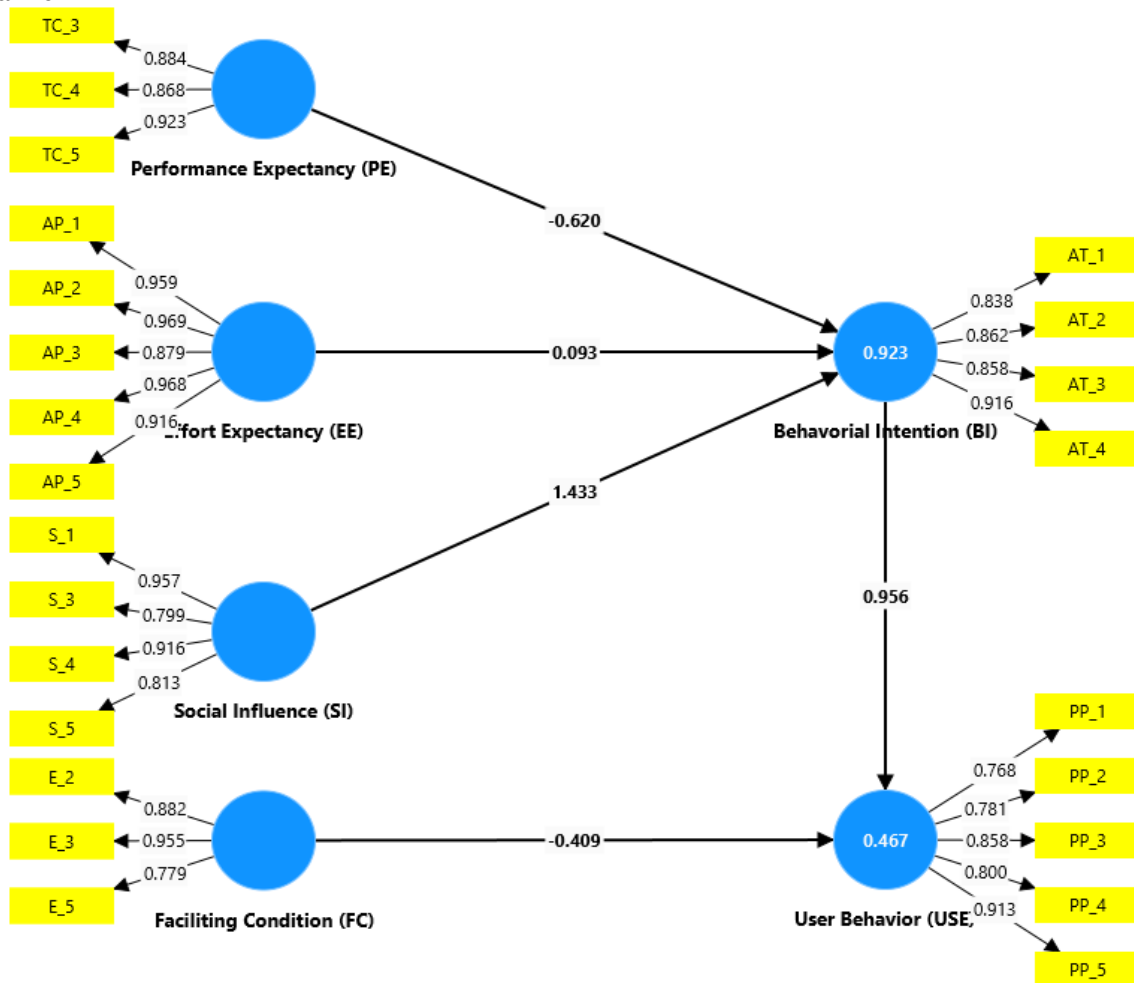 TC_3
0.884
TC_4
0.868
0.923
TC_5
Performance Expectancy (PE)
-0.620
AP_1
0.959
AP_2
0.969
AP_3
0.879
0.968
AP_4
0.916
AP_5
Expectancy (EE)
0.093
S_1
0.957
S_3
0.799
0.916
S_4
0.813
S_5
Social Influence (SI)
1.433
E_2
0.882
E_3
0.955
0.779
E_5
Faciliting Condition (FC)
-0.409
0.923
Behavorial Intention (BI)
AT_1
0.838
AT_2
0.862
0.858
AT_3
0.916
AT_4
0.956
0.467
User Behavior (USE,
PP_1
0.768
PP_2
0.781
0.858
PP_3
0.800
PP_4
0.913
PP_5